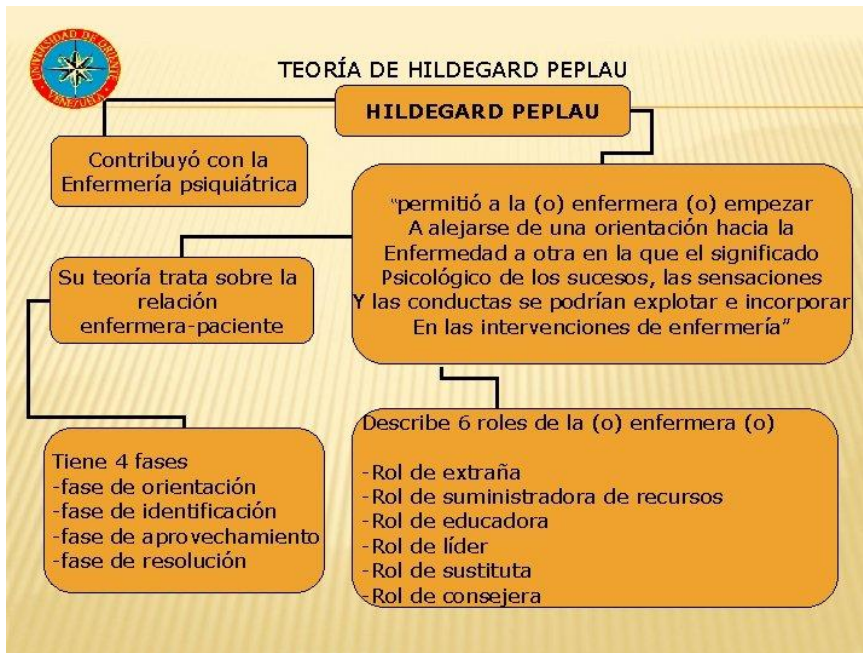 UNIVERSIDAD DE ORIENTE
VENEZUELA
TEORÍA DE HILDEGARD PEPLAU
HILDEGARD PEPLAU
Contribuyó con la
Enfermería psiquiátrica
“permitió a la (o) enfermera (o) empezar
A alejarse de una orientación hacia la
Enfermedad a otra en la que el significado
Psicológico de los sucesos, las sensaciones
Y las conductas se podrían explotar e incorporar
En las intervenciones de enfermería”
Su teoría trata sobre la
relación
enfermera-paciente
Tiene 4 fases
-fase de orientación
-fase de identificación
-fase de aprovechamiento
-fase de resolución
Describe 6 roles de la (o) enfermera (o)
-Rol de extraña
-Rol de suministradora de recursos
-Rol de educadora
-Rol de líder
-Rol de sustituta
-Rol de consejera